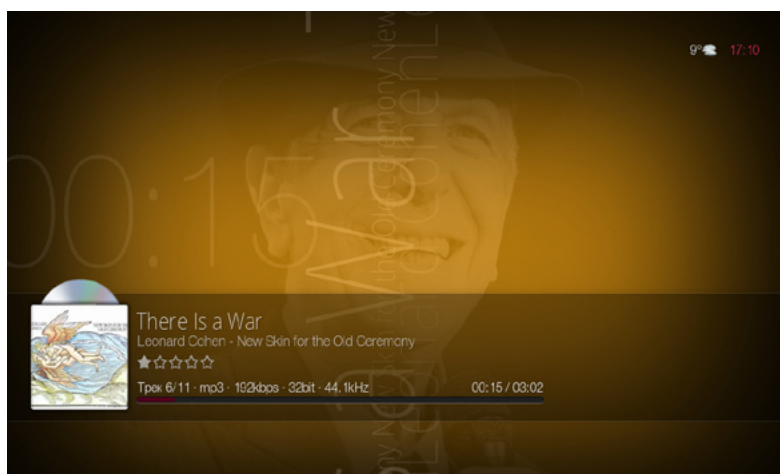 9° 17:10
00:15
There Is a War
Leonard Cohen - New Skin for the Old Ceremony
Трек 6/11 · mp3 · 192kbps · 32bit · 44.1kHz 00:15 / 03:02